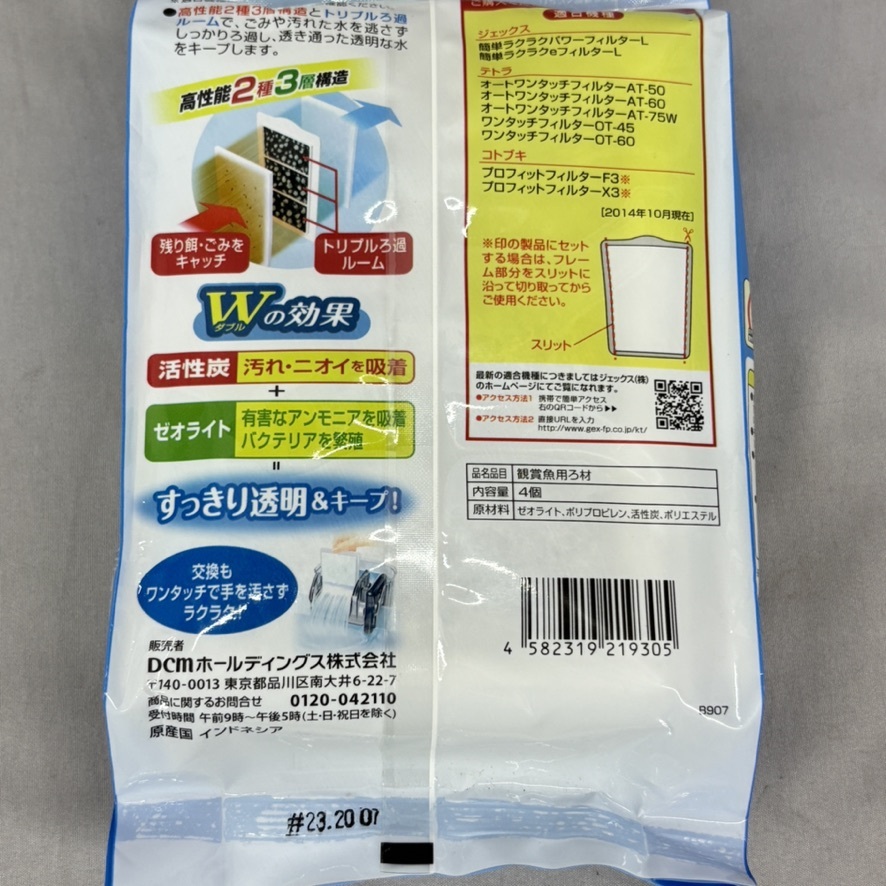 ●高性能2種3層構造とトリプルろ過
ルームで、ごみや汚れた水を逃さず
しっかりろ過し、透き通った透明な水
をキープします。
高性能2種3層構造
残り餌・ごみを
キャッチ
トリプルろ過
ルーム
Wの効果
ダブル
活性炭 汚れ・ニオイを吸着
+
ゼオライト 有害なアンモニアを吸着
バクテリアを繁殖
=
すっきり透明&キープ!
交換も
ワンタッチで手を汚さず
ラクラク!
販売者
DCMホールディングス株式会社
〒140-0013 東京都品川区南大井6-22-7
商品に関するお問合せ 0120-042110
受付時間 午前9時〜午後5時(土・日・祝日を除く)
原産国 インドネシア
#23.20 07
適合機種
ジェックス
簡単ラクラクパワーフィルターL
簡単ラクラクeフィルターL
テトラ
オートワンタッチフィルターAT-50
オートワンタッチフィルターAT-60
オートワンタッチフィルターAT-75W
ワンタッチフィルターOT-45
ワンタッチフィルターOT-60
コトブキ
プロフィットフィルターF3※
プロフィットフィルターX3※
[2014年10月現在]
※印の製品にセット
する場合は、フレー
ム部分をスリットに
沿って切り取ってから
ご使用ください。
スリット
最新の適合機種につきましてはジェックス(株)
のホームページにてご覧になれます。
●アクセス方法1 携帯で簡単アクセス
右のQRコードから▶▶
●アクセス方法2 直接URLを入力
http://www.gex-fp.co.jp/kt/
品名品目 観賞魚用ろ材
内容量 4個
原材料 ゼオライト、ポリプロピレン、活性炭、ポリエステル
4 582319 219305
B907